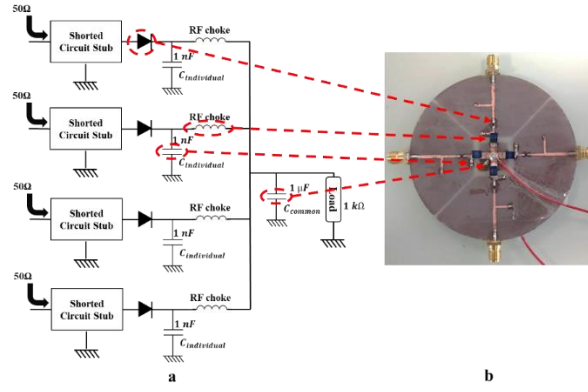 50Ω
Shorted
Circuit Stub
RF choke
1 nF
C_individual
50Ω
Shorted
Circuit Stub
RF choke
1 nF
C_individual
1 μF
C_common
Load
1 kΩ
50Ω
Shorted
Circuit Stub
RF choke
1 nF
C_individual
50Ω
Shorted
Circuit Stub
RF choke
1 nF
C_individual
a
b